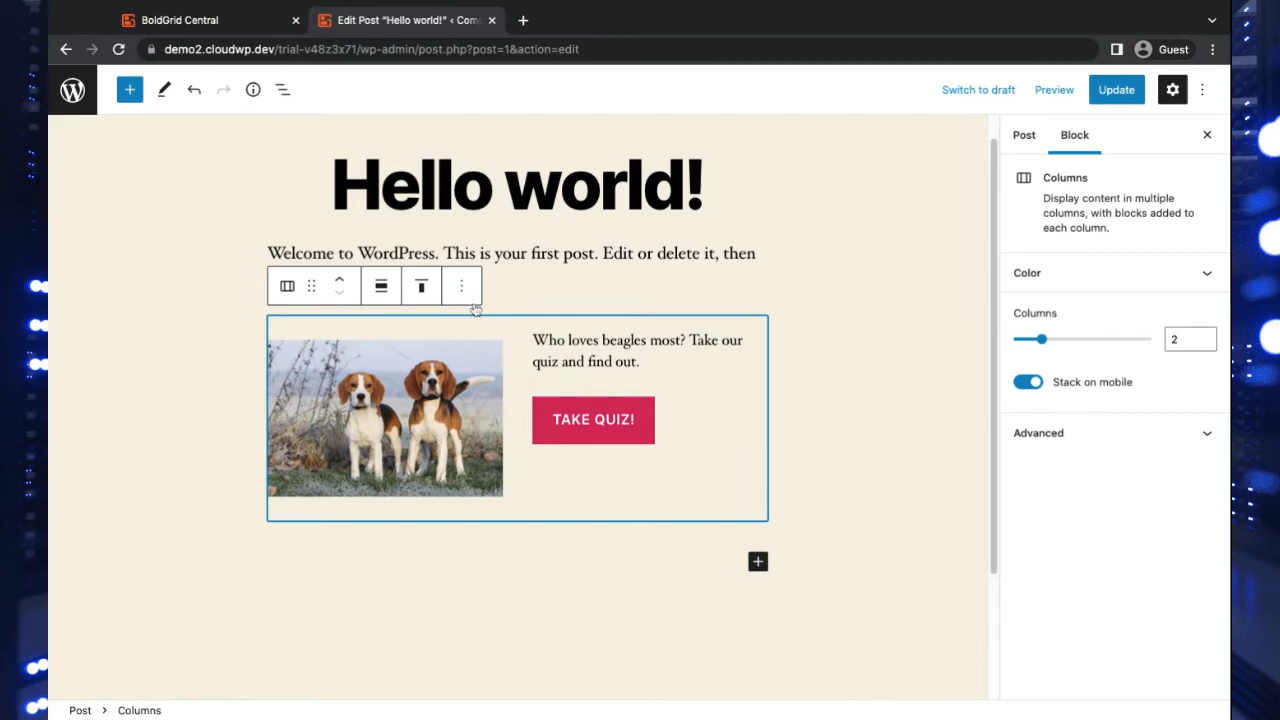 BoldGrid Central
Edit Post “Hello world!” ‹ Com
demo2.cloudwp.dev/trial-v48z3x71/wp-admin/post.php?post=1&action=edit
Guest
Switch to draft
Preview
Update
Post
Block
Columns
Display content in multiple
columns, with blocks added to
each column.
Color
Columns
2
Stack on mobile
Advanced
Hello world!
Welcome to WordPress. This is your first post. Edit or delete it, then
Who loves beagles most? Take our
quiz and find out.
TAKE QUIZ!
Post
Columns